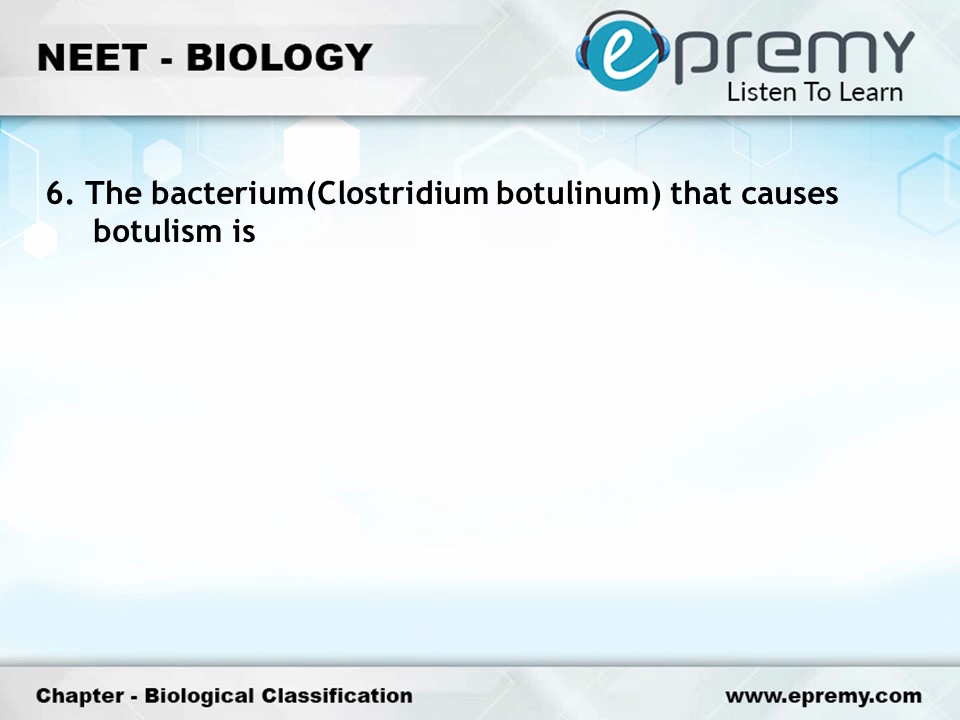 NEET - BIOLOGY
epremy
Listen To Learn
6. The bacterium(Clostridium botulinum) that causes
botulism is
Chapter - Biological Classification
www.epremy.com